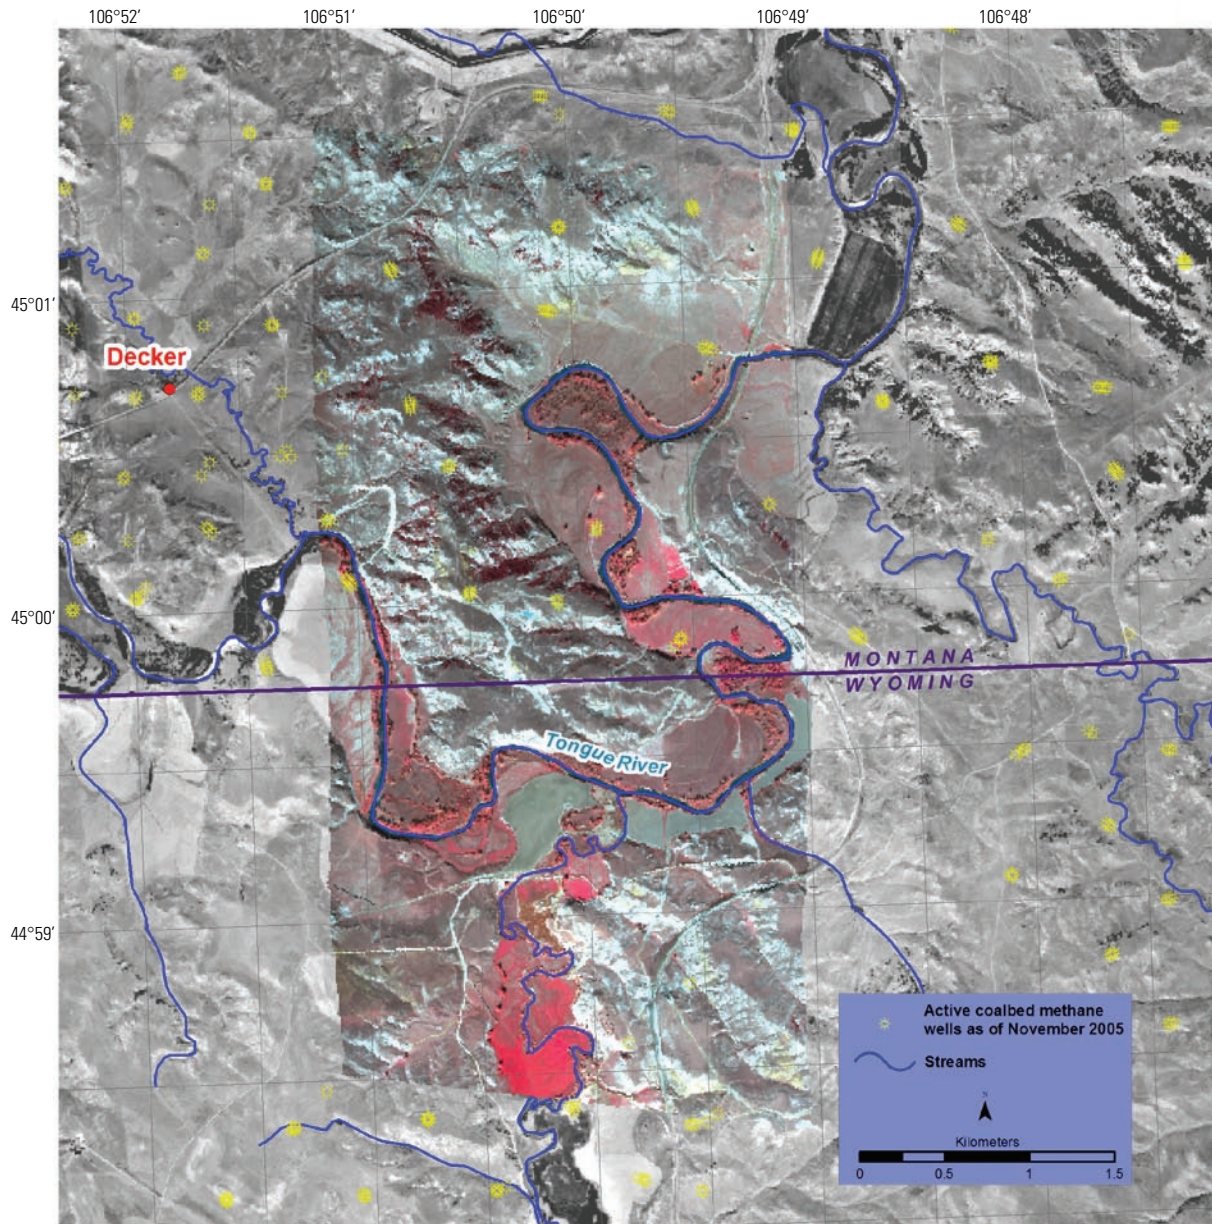 106°52′ 106°51′ 106°50′ 106°49′ 106°48′
45°01′
Decker
45°00′
MONTANA
WYOMING
Tongue River
44°59′
Active coalbed methane
wells as of November 2005
Streams
N
Kilometers
0 0.5 1 1.5